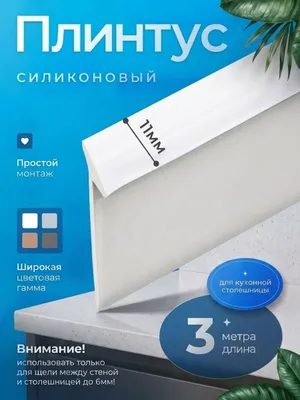 Плинтус
СИЛИКОНОВЫЙ
11мм
Простой
монтаж
Широкая
цветовая
гамма
для кухонной
столешницы
3 метра
длина
Внимание!
использовать только
для щели между стеной
и столешницей до 6мм!